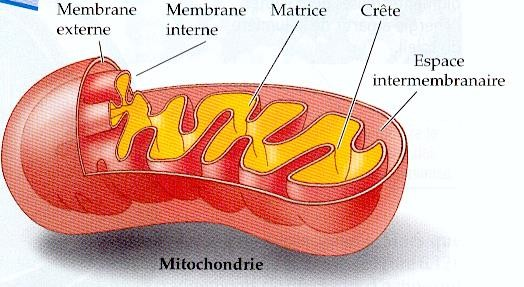 Membrane
externe
Membrane
interne
Matrice
Crête
Espace
intermembranaire
Mitochondrie